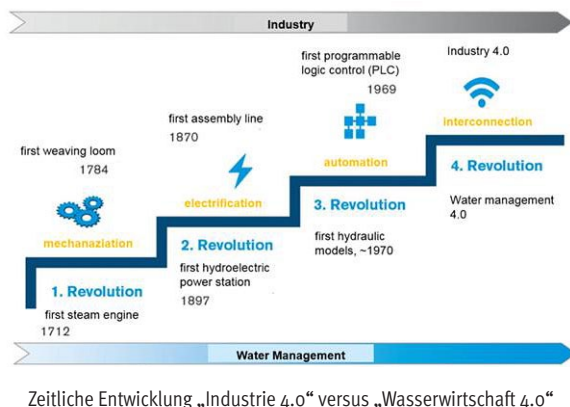 Industry
first programmable
logic control (PLC)
1969
Industry 4.0
first assembly line
1870
interconnection
first weaving loom
1784
automation
4. Revolution
electrification
3. Revolution
Water management
4.0
mechanaziation
2. Revolution
first hydraulic
models, ~1970
first hydroelectric
power station
1897
1. Revolution
first steam engine
1712
Water Management
Zeitliche Entwicklung „Industrie 4.0“ versus „Wasserwirtschaft 4.0“